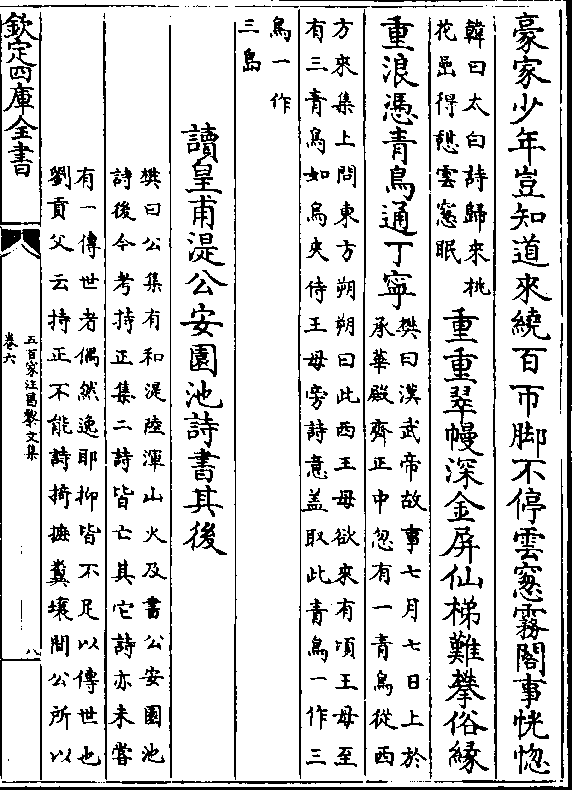 豪家少年豈知道來繞百帀脚不停雲窻霧閣事恍惚
韓曰太白詩歸來桃
花巖得憇雲窻眠
重重翠幔深金屏仙梯難攀俗緣
重浪憑青鳥通丁寧
樊曰漢武帝故事七月七日上於
承華殿齊正中忽有一青鳥從西
方來集上問東方朔朔曰此西王母欲來有頃王母至
有三青鳥如烏夾侍王母旁詩意盖取此青鳥一作三
鳥一作
三島
讀皇甫湜公安園池詩書其後
樊曰公集有和湜陸渾山火及書公安園池
詩後今考持正集二詩皆亡其它詩亦未甞
有一傳世者偶然逸耶抑皆不足以傳世也
劉貢父云持正不能詩掎摭糞壤間公所以
欽定四庫全書
五百家注昌黎文集
卷六
八